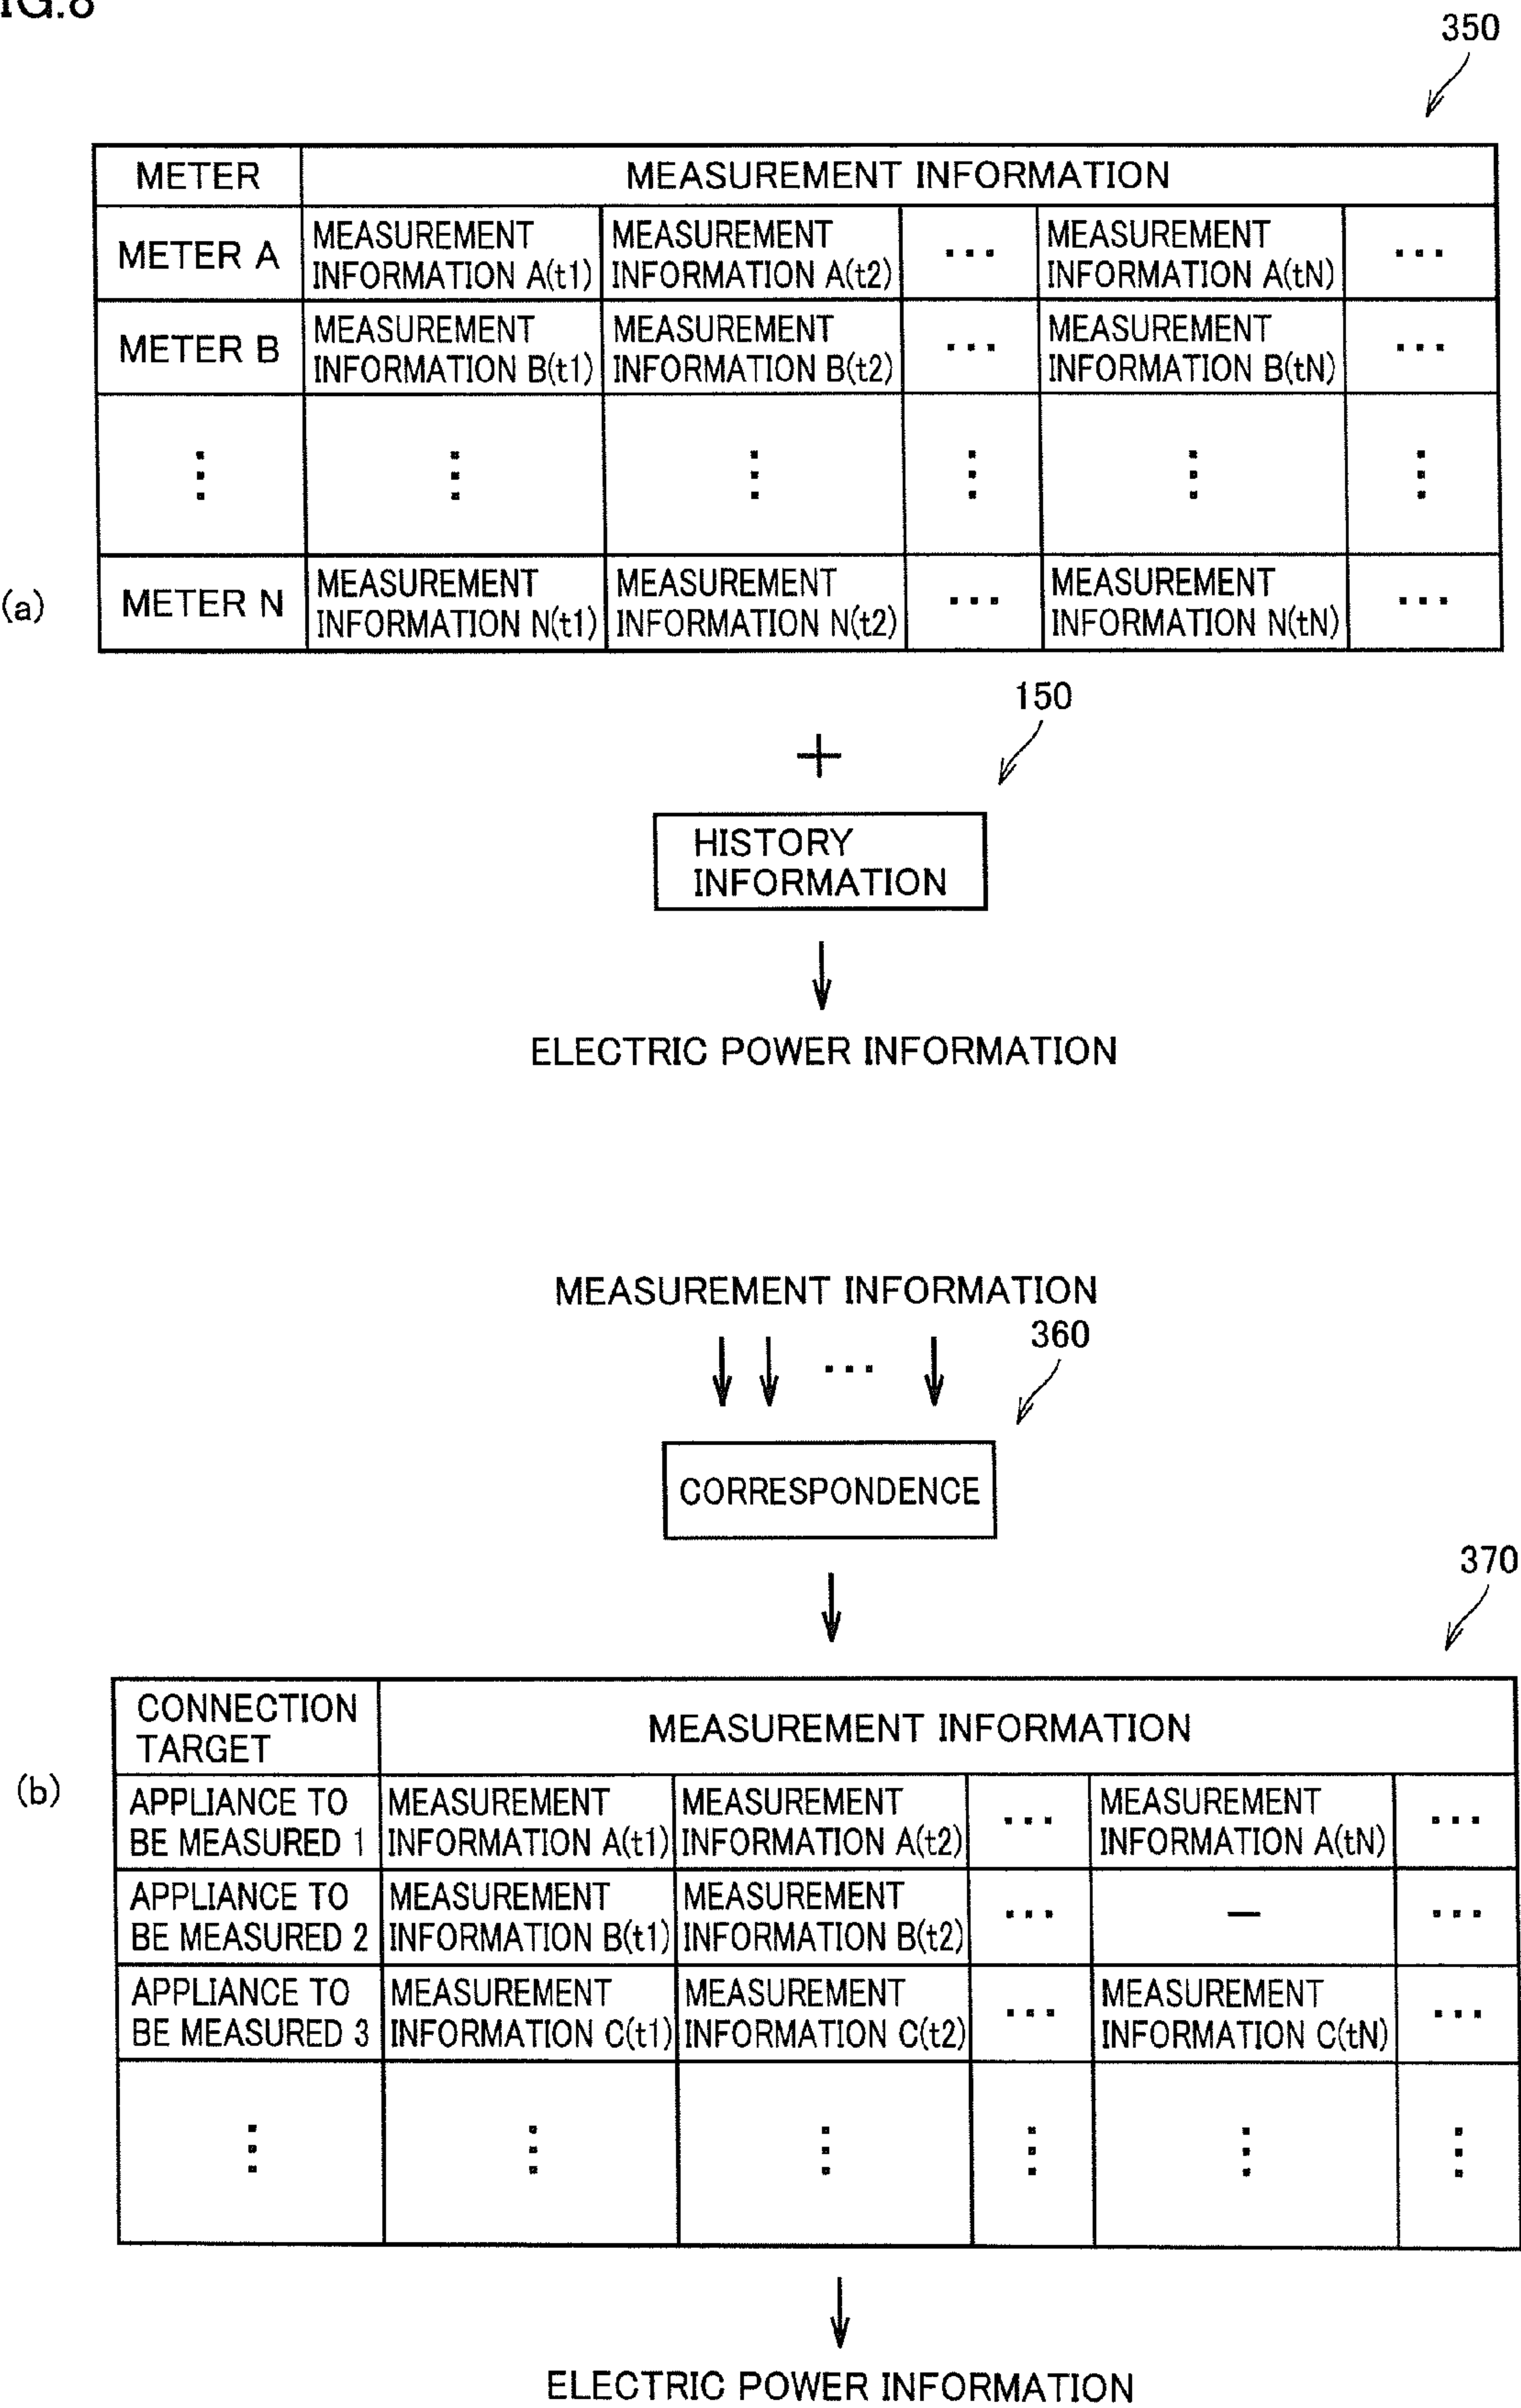 IG.8
350
METER MEASUREMENT INFORMATION
METER A MEASUREMENT INFORMATION A(t1) MEASUREMENT INFORMATION A(t2) ... MEASUREMENT INFORMATION A(tN) ...
METER B MEASUREMENT INFORMATION B(t1) MEASUREMENT INFORMATION B(t2) ... MEASUREMENT INFORMATION B(tN) ...
(a)
METER N MEASUREMENT INFORMATION N(t1) MEASUREMENT INFORMATION N(t2) ... MEASUREMENT INFORMATION N(tN) ...
150
+
HISTORY
INFORMATION
ELECTRIC POWER INFORMATION
MEASUREMENT INFORMATION
360
...
CORRESPONDENCE
370
CONNECTION TARGET MEASUREMENT INFORMATION
(b)
APPLIANCE TO BE MEASURED 1 MEASUREMENT INFORMATION A(t1) MEASUREMENT INFORMATION A(t2) ... MEASUREMENT INFORMATION A(tN) ...
APPLIANCE TO BE MEASURED 2 MEASUREMENT INFORMATION B(t1) MEASUREMENT INFORMATION B(t2) ... — ...
APPLIANCE TO BE MEASURED 3 MEASUREMENT INFORMATION C(t1) MEASUREMENT INFORMATION C(t2) ... MEASUREMENT INFORMATION C(tN) ...
ELECTRIC POWER INFORMATION